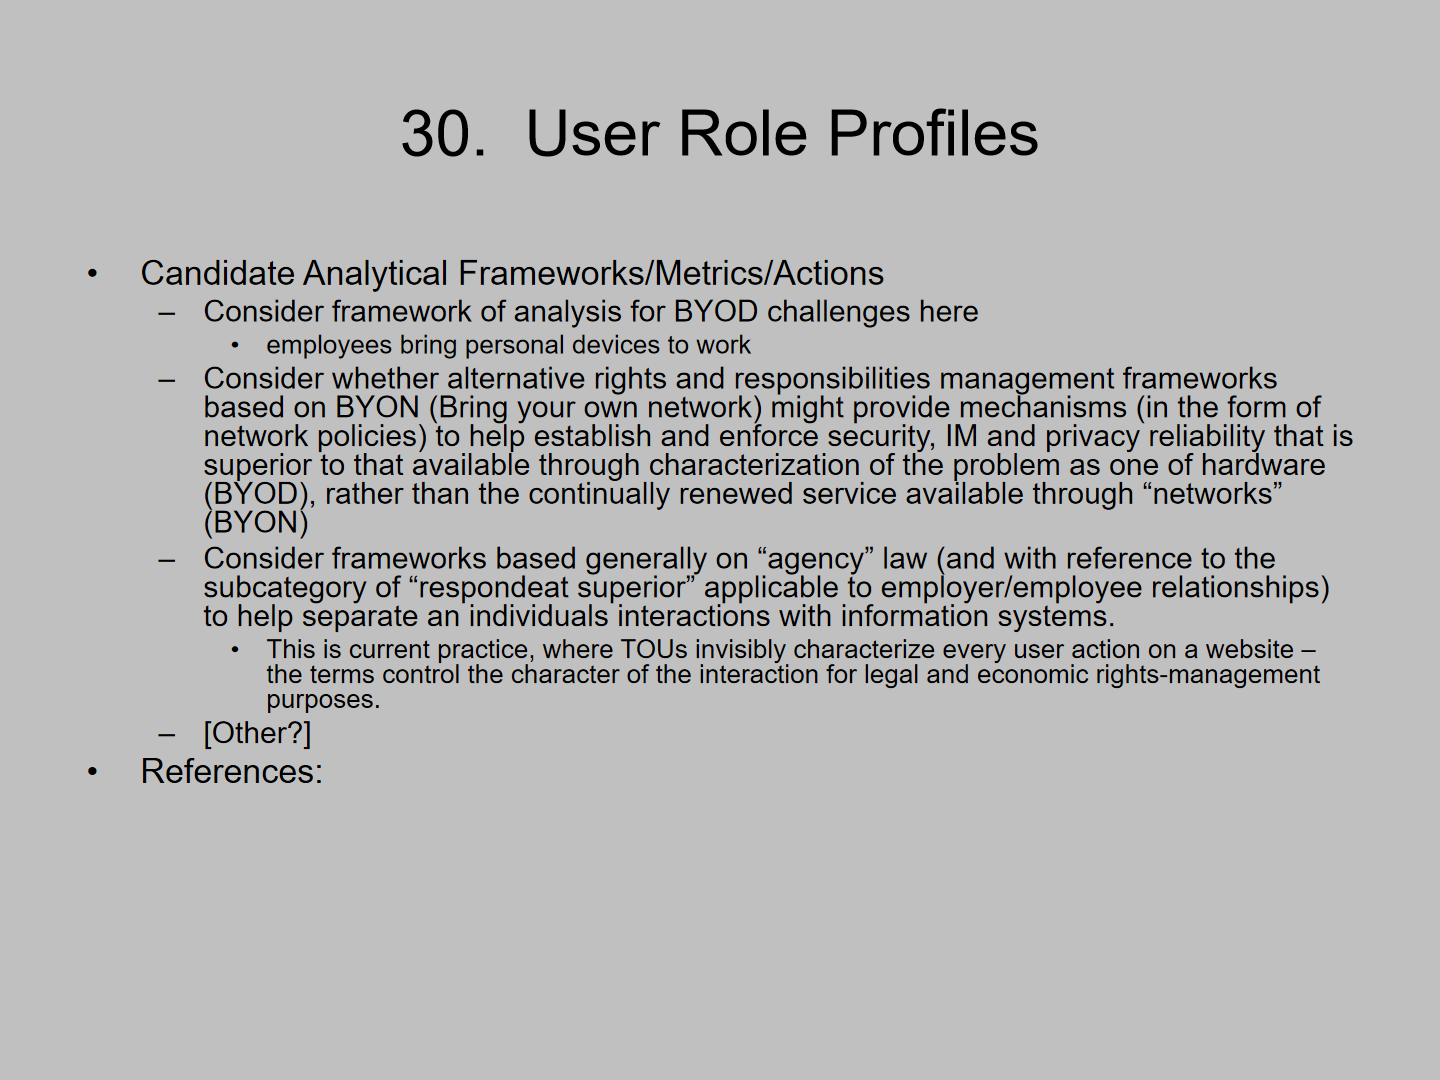 30.  User Role Profiles
• Candidate Analytical Frameworks/Metrics/Actions
– Consider framework of analysis for BYOD challenges here
• employees bring personal devices to work
– Consider whether alternative rights and responsibilities management frameworks
based on BYON (Bring your own network) might provide mechanisms (in the form of
network policies) to help establish and enforce security, IM and privacy reliability that is
superior to that available through characterization of the problem as one of hardware
(BYOD), rather than the continually renewed service available through “networks”
(BYON)
– Consider frameworks based generally on “agency” law (and with reference to the
subcategory of “respondeat superior” applicable to employer/employee relationships)
to help separate an individuals interactions with information systems.
• This is current practice, where TOUs invisibly characterize every user action on a website –
the terms control the character of the interaction for legal and economic rights-management
purposes.
– [Other?]
• References: